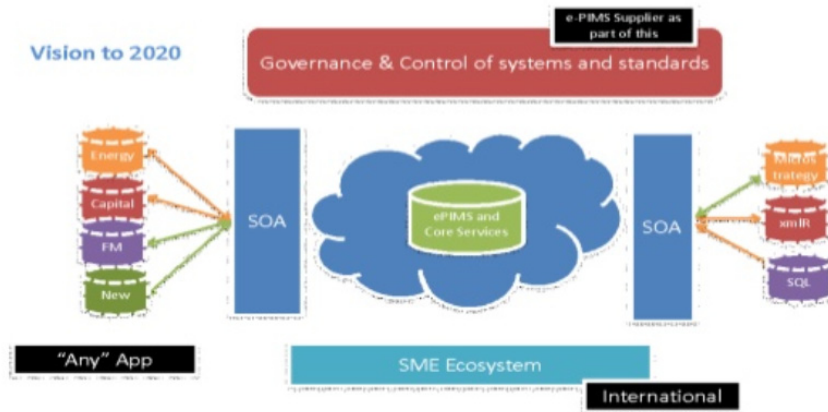 e-PIMS Supplier as
part of this
Vision to 2020
Governance & Control of systems and standards
Energy
Capital
FM
New
SOA
ePIMS and
Core Services
SOA
Micros
trategy
xmlR
SQL
"Any" App
SME Ecosystem
International